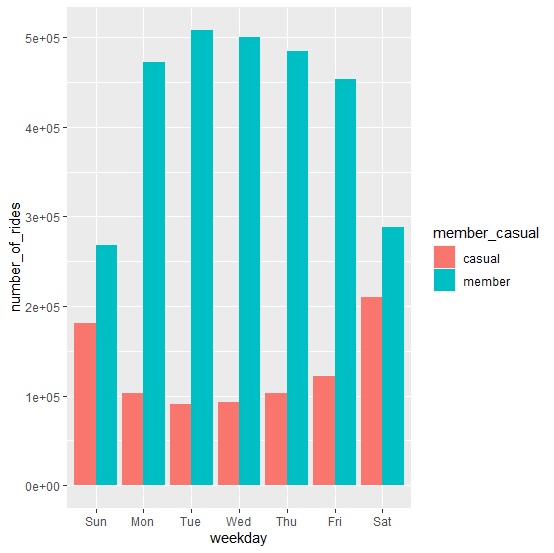 5e+05
4e+05
3e+05
2e+05
1e+05
0e+00
number_of_rides
Sun Mon Tue Wed Thu Fri Sat
weekday
member_casual
casual
member